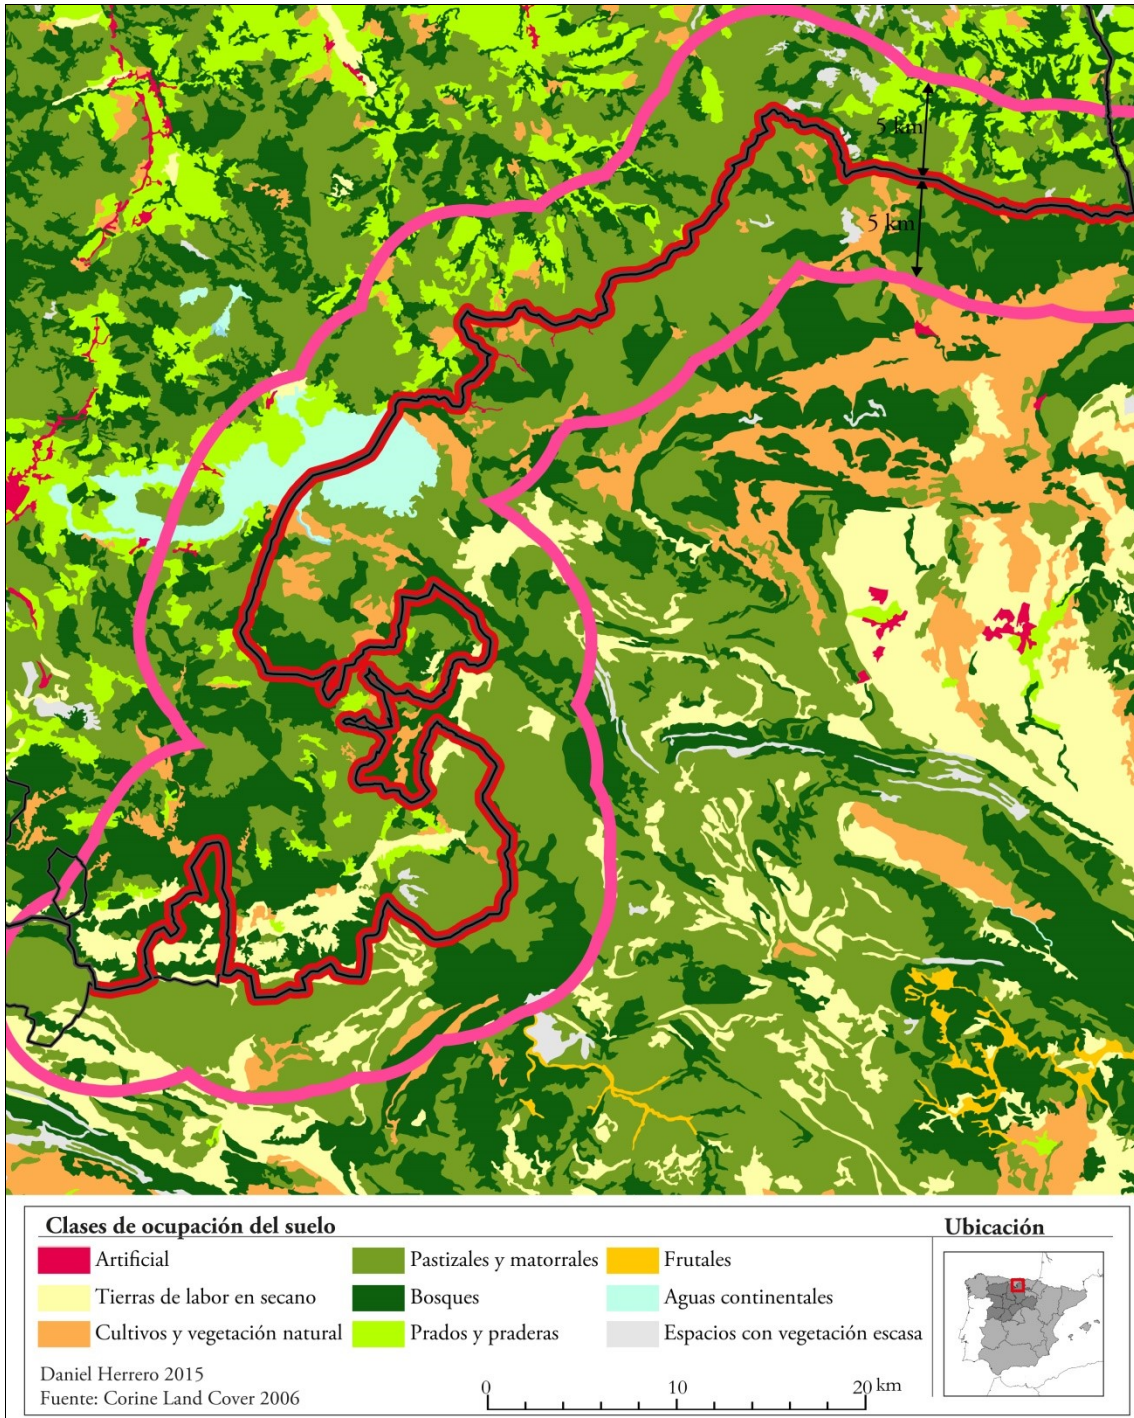 5 km
5 km
Clases de ocupación del suelo
Ubicación
Artificial
Pastizales y matorrales
Frutales
Tierras de labor en secano
Bosques
Aguas continentales
Cultivos y vegetación natural
Prados y praderas
Espacios con vegetación escasa
Daniel Herrero 2015
Fuente: Corine Land Cover 2006
0 10 20 km